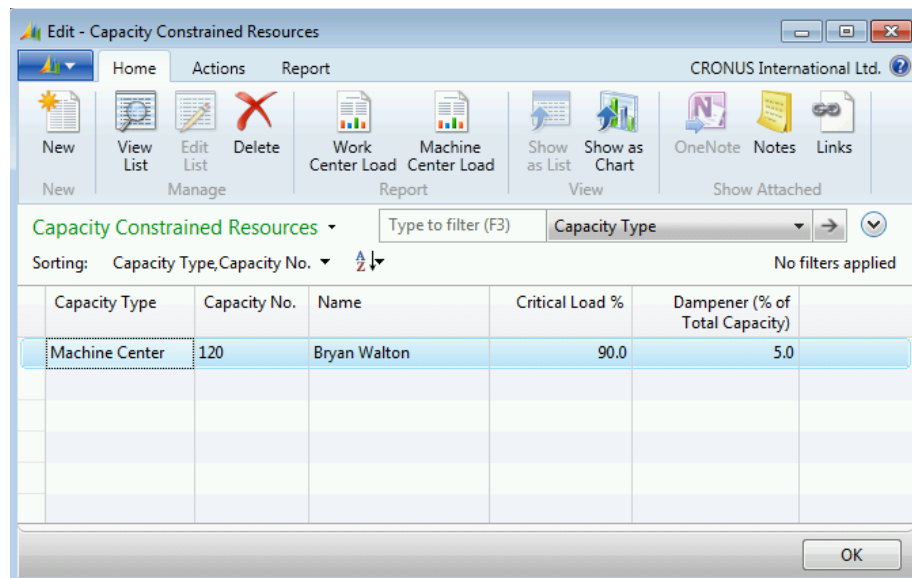 Edit - Capacity Constrained Resources
Home Actions Report CRONUS International Ltd.
New View List Edit List Delete Work Center Load Machine Center Load Show as List Show as Chart OneNote Notes Links
New Manage Report View Show Attached
Capacity Constrained Resources Type to filter (F3) Capacity Type
Sorting: Capacity Type,Capacity No. No filters applied
Capacity Type Capacity No. Name Critical Load % Dampener (% of Total Capacity)
Machine Center 120 Bryan Walton 90.0 5.0
OK